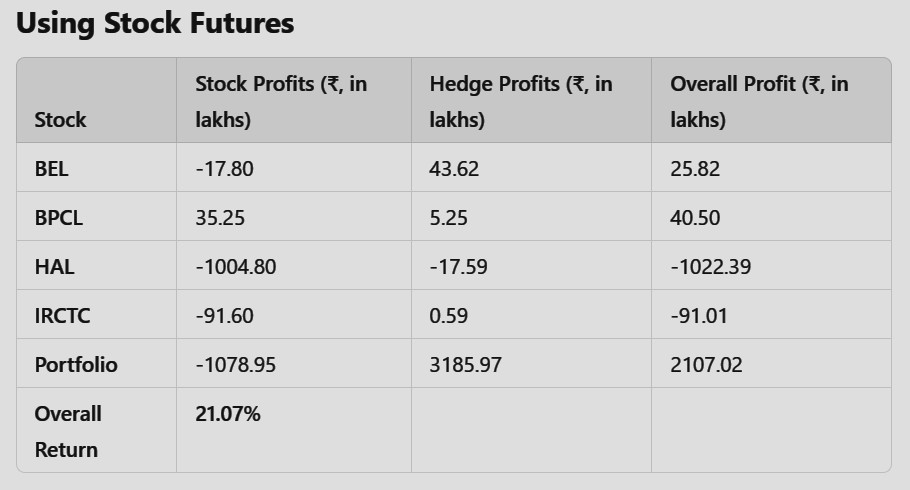 Using Stock Futures
Stock | Stock Profits (₹, in lakhs) | Hedge Profits (₹, in lakhs) | Overall Profit (₹, in lakhs)
BEL | -17.80 | 43.62 | 25.82
BPCL | 35.25 | 5.25 | 40.50
HAL | -1004.80 | -17.59 | -1022.39
IRCTC | -91.60 | 0.59 | -91.01
Portfolio | -1078.95 | 3185.97 | 2107.02
Overall Return | 21.07%